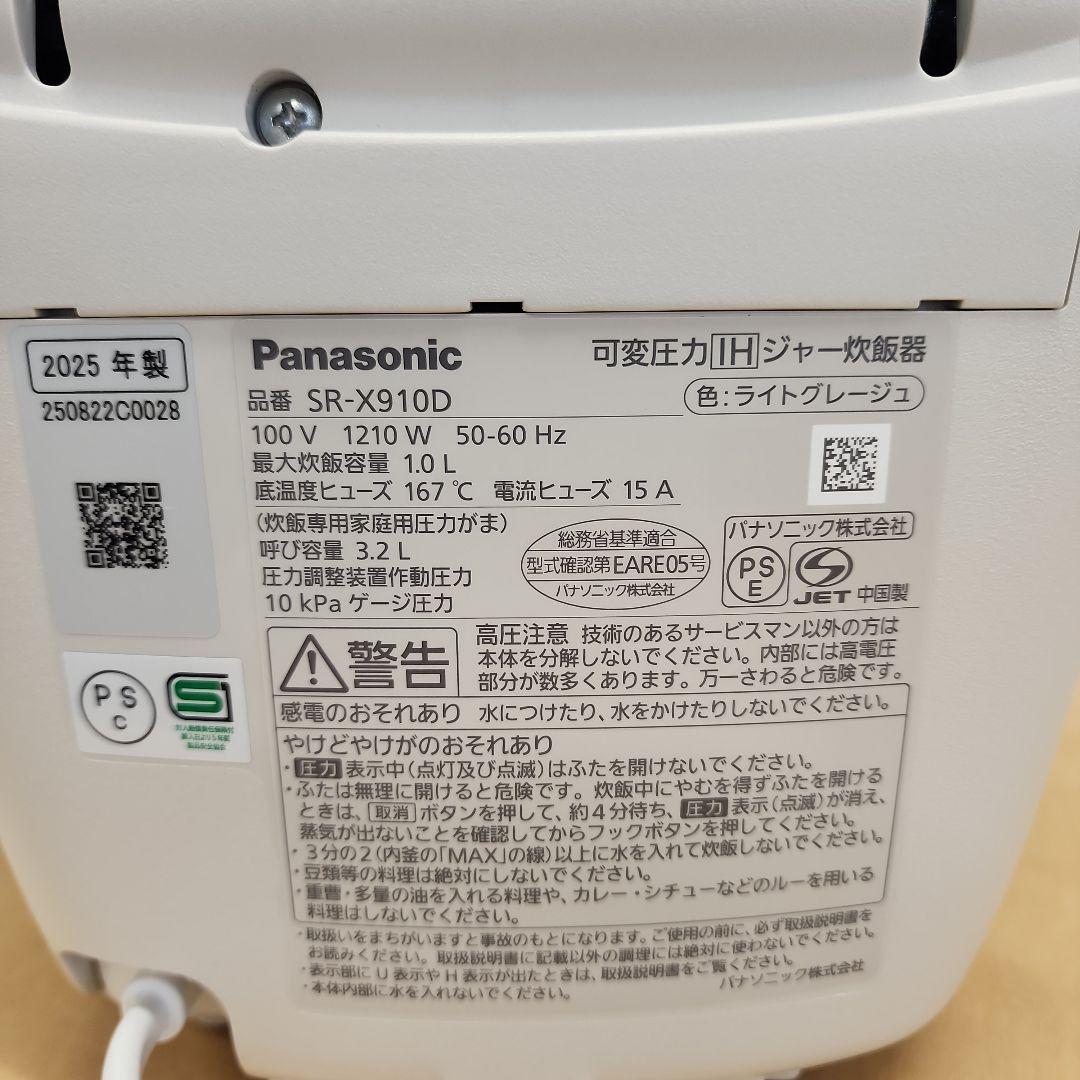 2025 年製
250822C0028
Panasonic
可変圧力IHジャー炊飯器
品番 SR-X910D
色:ライトグレージュ
100 V 1210 W 50-60 Hz
最大炊飯容量 1.0 L
底温度ヒューズ 167 ℃ 電流ヒューズ 15 A
(炊飯専用家庭用圧力がま)
呼び容量 3.2 L
圧力調整装置作動圧力
10 kPa ゲージ圧力
総務省基準適合
型式確認第EARE05号
パナソニック株式会社
パナソニック株式会社
PS
E
JET 中国製
PS
C
S
警告
高圧注意 技術のあるサービスマン以外の方は
本体を分解しないでください。内部には高電圧
部分が数多くあります。万一さわると危険です。
感電のおそれあり 水につけたり、水をかけたりしないでください。
やけどやけがのおそれあり
・圧力 表示中(点灯及び点滅)はふたを開けないでください。
・ふたは無理に開けると危険です。炊飯中にやむを得ずふたを開ける
ときは、取消 ボタンを押して、約4分待ち、圧力 表示(点滅)が消え、
蒸気が出ないことを確認してからフックボタンを押してください。
・3分の2(内釜の「MAX」の線)以上に水を入れて炊飯しないでください。
・豆類等の料理は絶対にしないでください。
・重曹・多量の油を入れる料理や、カレー・シチューなどのルーを用いる
料理はしないでください。
・取扱いをまちがいますと事故のもとになります。ご使用の前に、必ず取扱説明書を
お読みください。取扱説明書に記載以外の調理には絶対に使わないでください。
・表示部に U 表示や H 表示が出たときは、取扱説明書をご覧ください。
・本体内部に水を入れないでください。
パナソニック株式会社